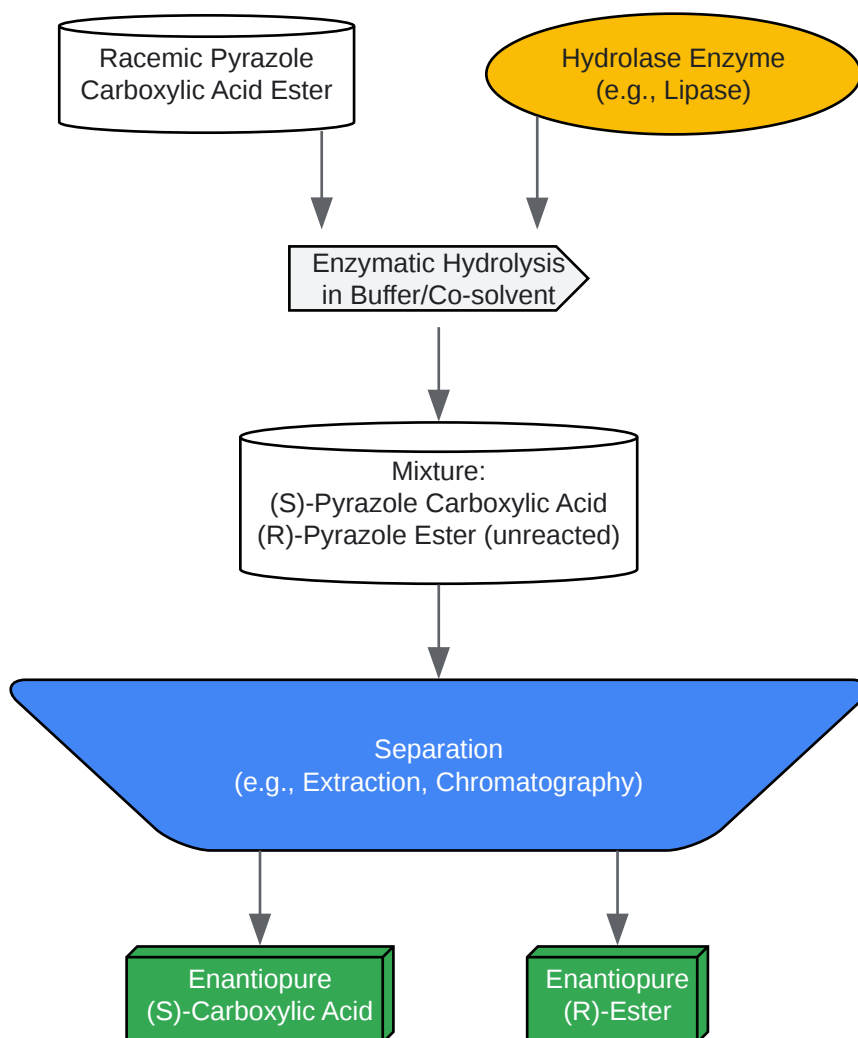 Racemic Pyrazole
Carboxylic Acid Ester
Hydrolase Enzyme
(e.g., Lipase)
Enzymatic Hydrolysis
in Buffer/Co-solvent
Mixture:
(S)-Pyrazole Carboxylic Acid
(R)-Pyrazole Ester (unreacted)
Separation
(e.g., Extraction, Chromatography)
Enantiopure
(S)-Carboxylic Acid
Enantiopure
(R)-Ester